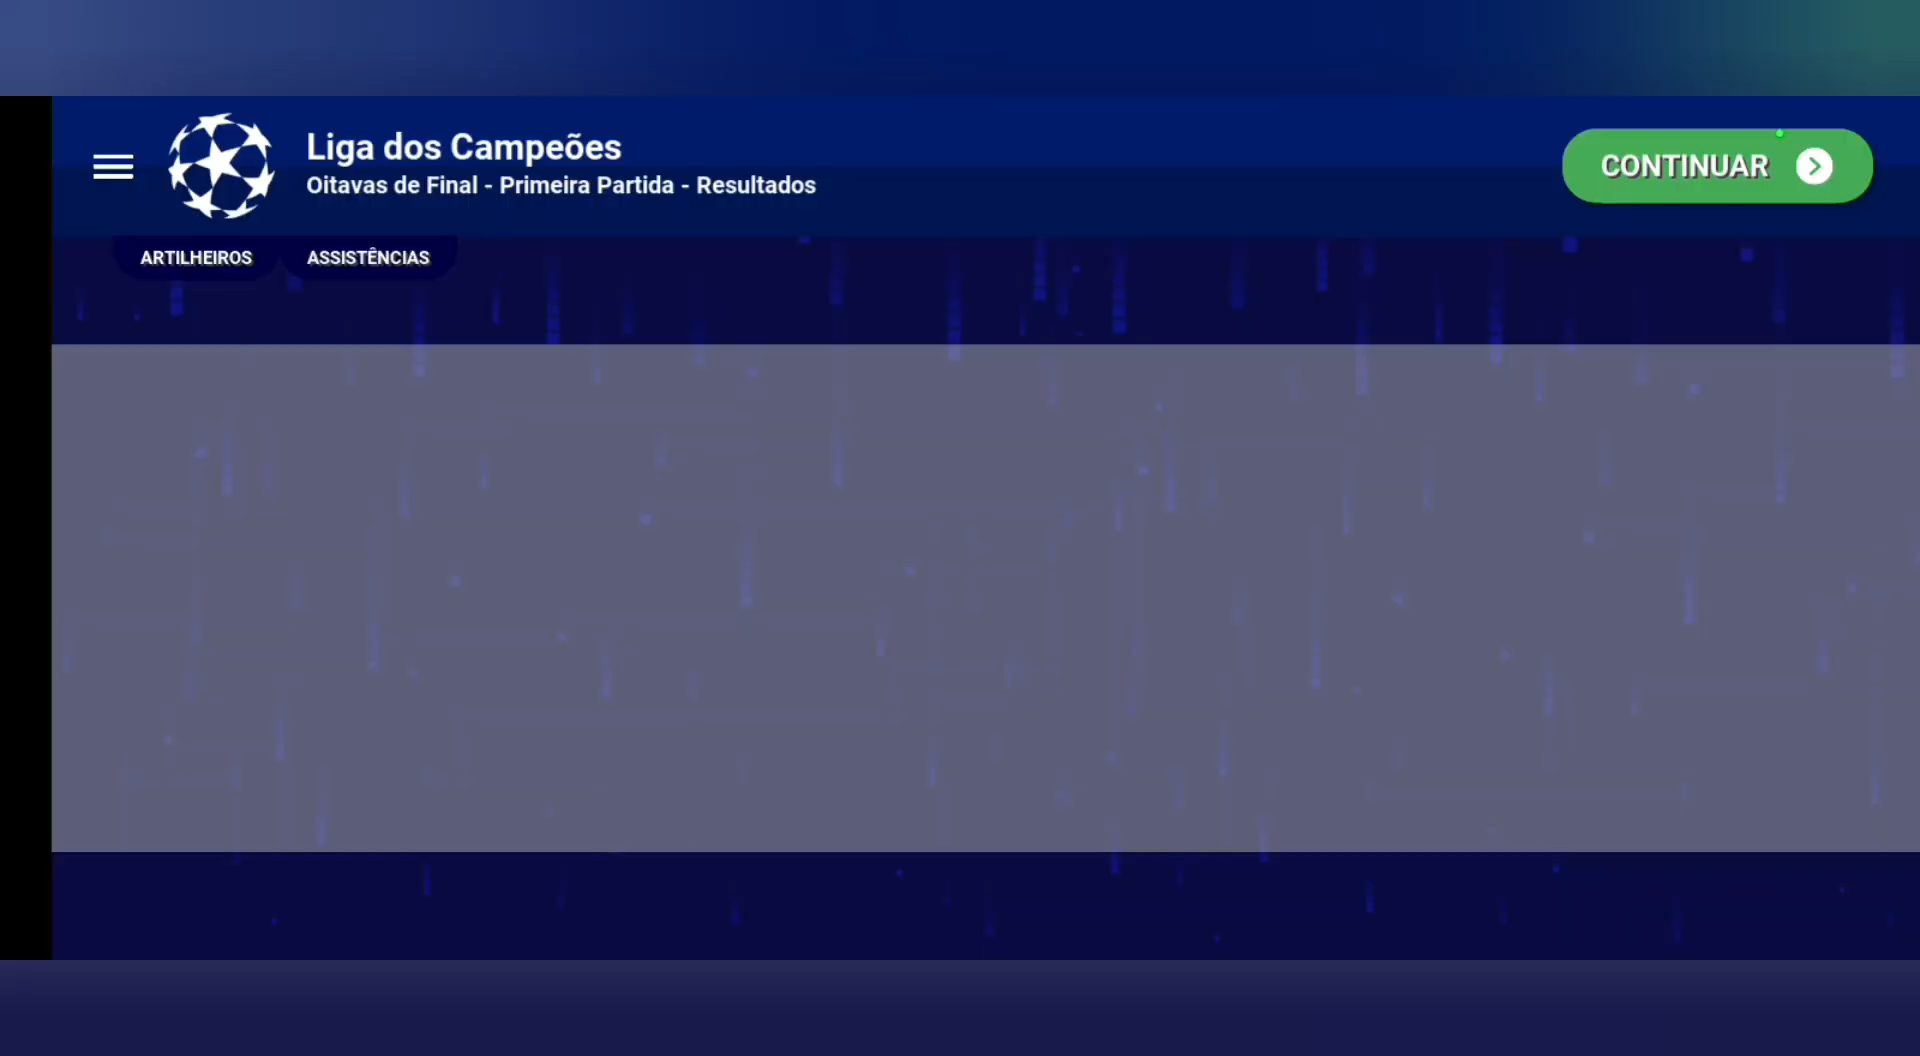 Liga dos Campeões
Oitavas de Final - Primeira Partida - Resultados
CONTINUAR
ARTILHEIROS
ASSISTÊNCIAS